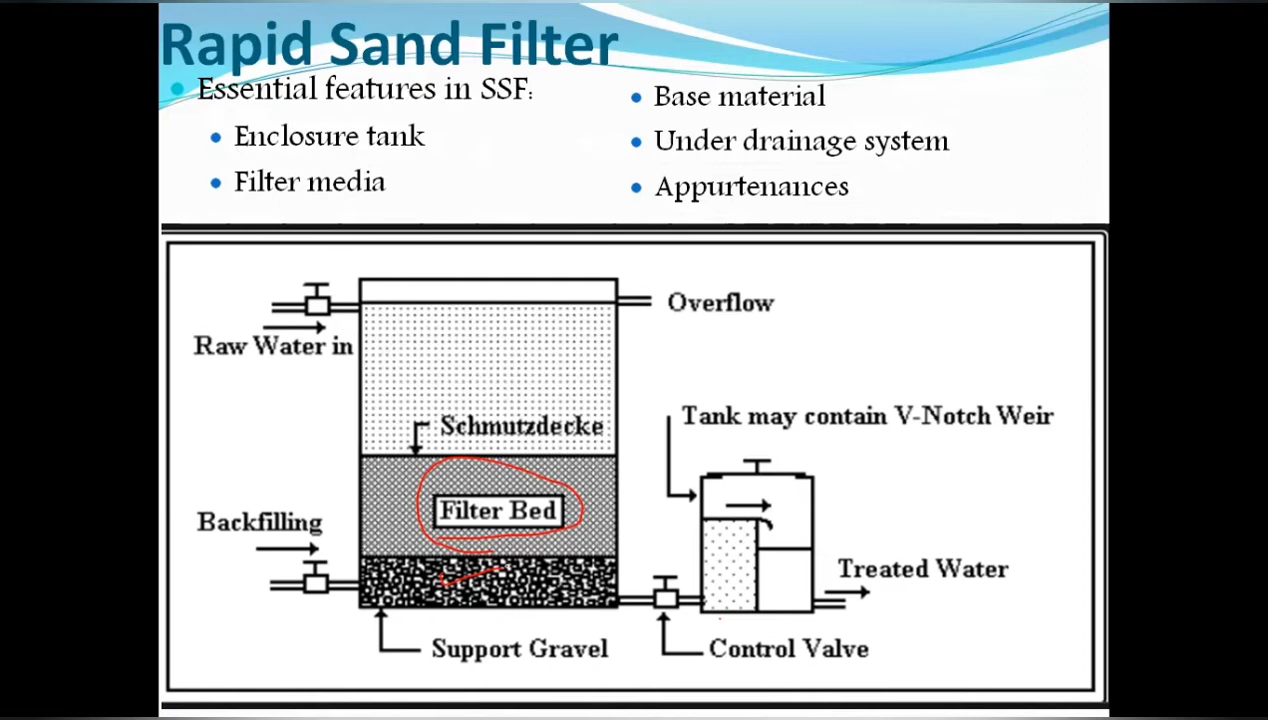 Rapid Sand Filter
Essential features in SSF:
Enclosure tank
Filter media
Base material
Under drainage system
Appurtenances
Overflow
Raw Water in
Schmutzdecke
Tank may contain V-Notch Weir
Filter Bed
Backfilling
Treated Water
Support Gravel
Control Valve